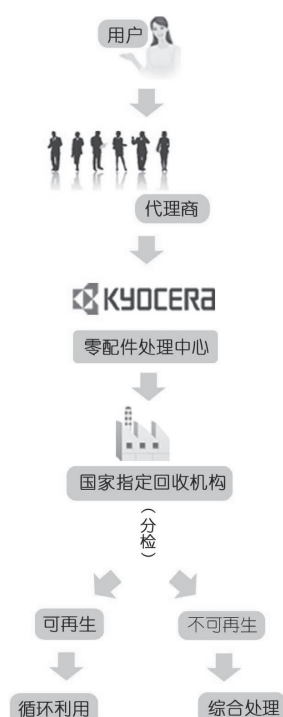 用户
代理商
KYOCERA
零配件处理中心
国家指定回收机构
（分检）
可再生 不可再生
循环利用 综合处理